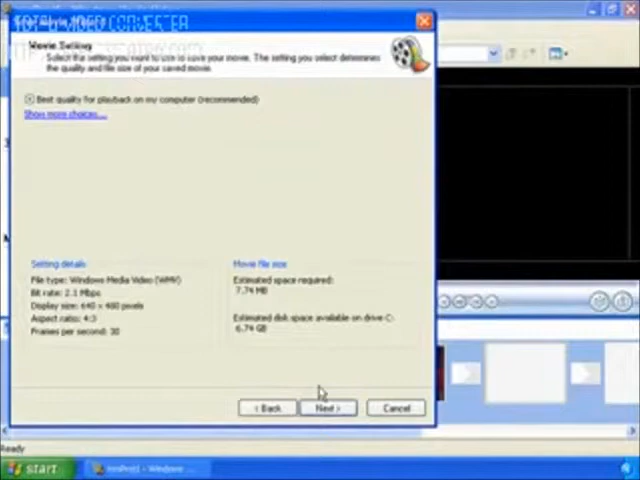 Movie Setting
Select the setting you want to use to save your movie. The setting you select determines
the quality and file size of your saved movie.
Best quality for playback on my computer (recommended)
Show more choices...
Setting details
File type: Windows Media Video (WMV)
Bit rate: 2.1 Mbps
Display size: 640 x 480 pixels
Aspect ratio: 4:3
Frames per second: 30
Movie file size
Estimated space required:
7.74 MB
Estimated disk space available on drive C:
6.74 GB
< Back
Next >
Cancel
Ready
start
Windows